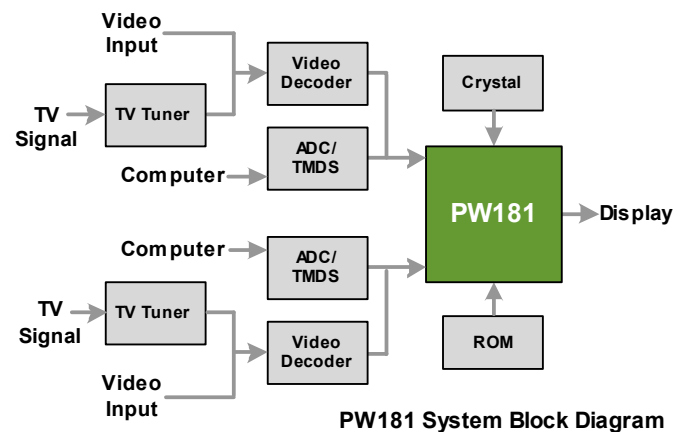 Video
Input
Video
Decoder
Crystal
TV
Signal
TV Tuner
ADC/
TMDS
Computer
PW181
Display
Computer
ADC/
TMDS
TV
Signal
TV Tuner
Video
Decoder
ROM
Video
Input
PW181 System Block Diagram